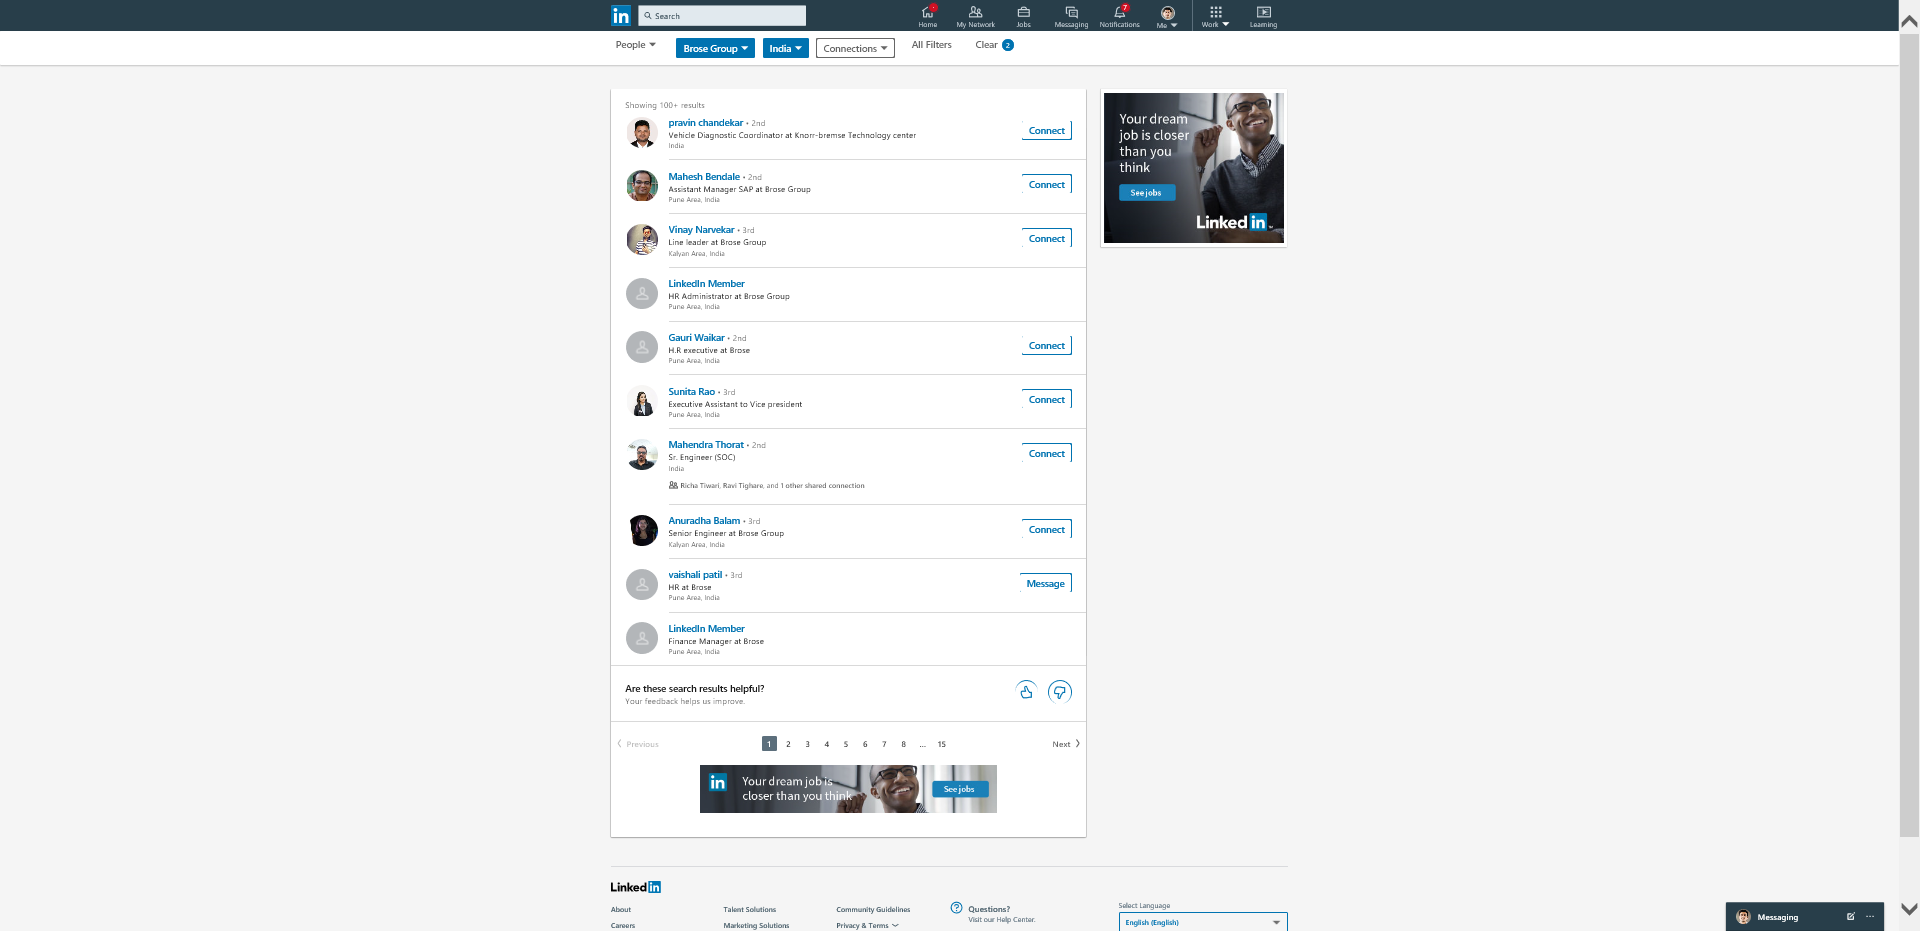 in
Search
Home
My Network
Jobs
Messaging
7
Notifications
Me
Work
Learning
People
Brose Group
India
Connections
All Filters
Clear 2
Showing 100+ results
pravin chandekar • 2nd
Vehicle Diagnostic Coordinator at Knorr-bremse Technology center
India
Connect
Mahesh Bendale • 2nd
Assistant Manager SAP at Brose Group
Pune Area, India
Connect
Vinay Narvekar • 3rd
Line leader at Brose Group
Kalyan Area, India
Connect
LinkedIn Member
HR Administrator at Brose Group
Pune Area, India
Gauri Waikar • 2nd
H.R executive at Brose
Pune Area, India
Connect
Sunita Rao • 3rd
Executive Assistant to Vice president
Pune Area, India
Connect
Mahendra Thorat • 2nd
Sr. Engineer (SOC)
India
Richa Tiwari, Ravi Tighare, and 1 other shared connection
Connect
Anuradha Balam • 3rd
Senior Engineer at Brose Group
Kalyan Area, India
Connect
vaishali patil • 3rd
HR at Brose
Pune Area, India
Message
LinkedIn Member
Finance Manager at Brose
Pune Area, India
Are these search results helpful?
Your feedback helps us improve.
Previous
1 2 3 4 5 6 7 8 ... 15
Next
in
Your dream job is
closer than you think
See jobs
Your dream
job is closer
than you
think
See jobs
Linkedin
Linkedin
About
Careers
Talent Solutions
Marketing Solutions
Community Guidelines
Privacy & Terms
Questions?
Visit our Help Center.
Select Language
English (English)
Messaging